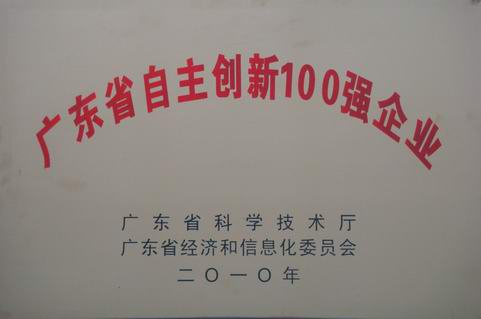 广东省自主创新100强企业
广东省科学技术厅
广东省经济和信息化委员会
二〇一〇年